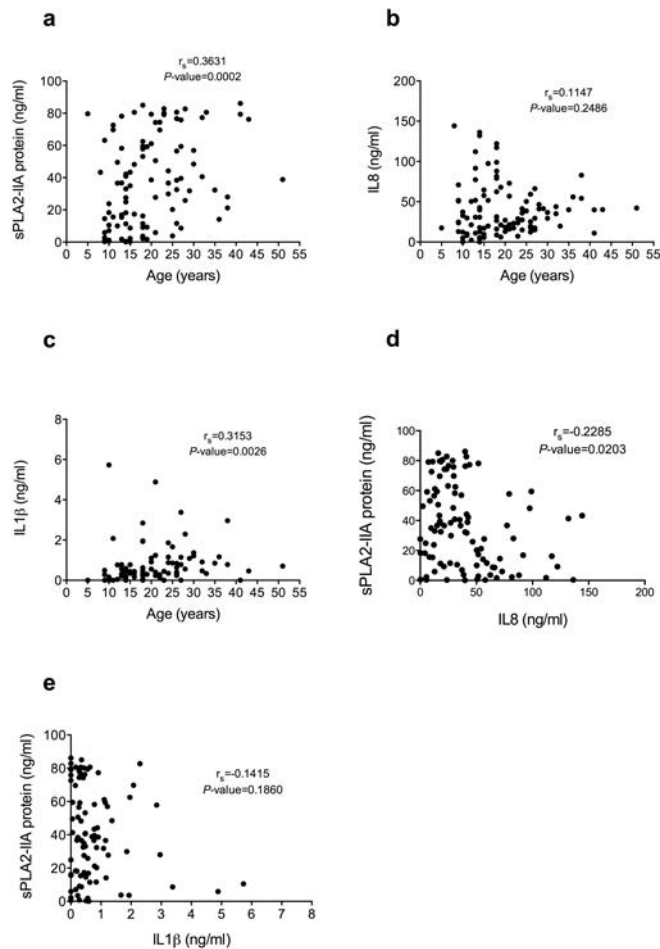 a
r_s=0.3631
P-value=0.0002
sPLA2-IIA protein (ng/ml)
100
80
60
40
20
0
0 5 10 15 20 25 30 35 40 45 50 55
Age (years)
b
r_s=0.1147
P-value=0.2486
IL8 (ng/ml)
200
150
100
50
0
0 5 10 15 20 25 30 35 40 45 50 55
Age (years)
c
r_s=0.3153
P-value=0.0026
IL1β (ng/ml)
8
6
4
2
0
0 5 10 15 20 25 30 35 40 45 50 55
Age (years)
d
r_s=-0.2285
P-value=0.0203
sPLA2-IIA protein (ng/ml)
100
80
60
40
20
0
0 50 100 150 200
IL8 (ng/ml)
e
r_s=-0.1415
P-value=0.1860
sPLA2-IIA protein (ng/ml)
100
80
60
40
20
0
0 1 2 3 4 5 6 7 8
IL1β (ng/ml)